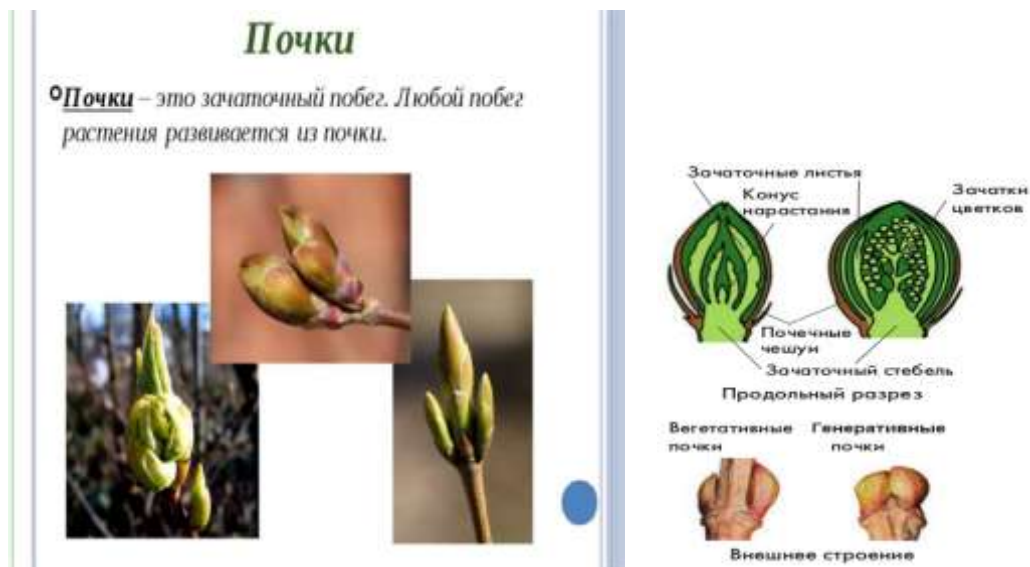 Почки
Почки – это зачаточный побег. Любой побег
растения развивается из почки.
Зачаточные листья
Конус
нарастания
Зачатки
цветков
Почечные
чешуи
Зачаточный стебель
Продольный разрез
Вегетативные
почки
Генеративные
почки
Внешнее строение